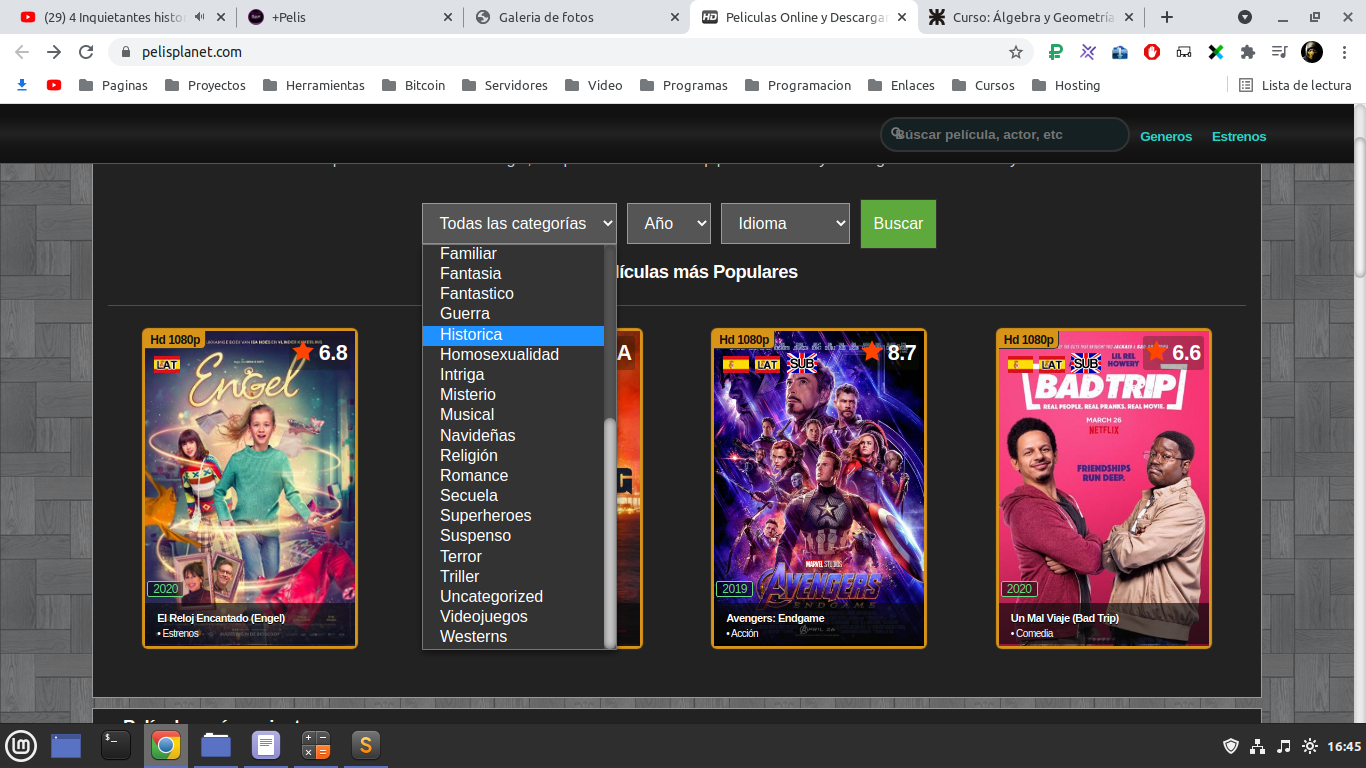 (29) 4 Inquietantes histor
+Pelis
Galeria de fotos
Peliculas Online y Descargar
Curso: Álgebra y Geometría
pelisplanet.com
Paginas
Proyectos
Herramientas
Bitcoin
Servidores
Video
Programas
Programacion
Enlaces
Cursos
Hosting
Lista de lectura
Búscar película, actor, etc
Generos
Estrenos
Todas las categorías
Año
Idioma
Buscar
Familiar
Fantasia
Fantastico
Guerra
Historica
Homosexualidad
Intriga
Misterio
Musical
Navideñas
Religión
Romance
Secuela
Superheroes
Suspenso
Terror
Triller
Uncategorized
Videojuegos
Westerns
lículas más Populares
Hd 1080p
6.8
LAT
Engel
2020
El Reloj Encantado (Engel)
• Estrenos
A
G
Hd 1080p
8.7
LAT
SUB
MARVEL STUDIOS
AVENGERS
ENDGAME
2019
Avengers: Endgame
• Acción
Hd 1080p
6.6
LAT
SUB
LIL REL
HOWERY
BAD TRIP
REAL PEOPLE. REAL PRANKS. REAL MOVIE.
MARCH 26
NETFLIX
FRIENDSHIPS
RUN DEEP.
2020
Un Mal Viaje (Bad Trip)
• Comedia
16:45